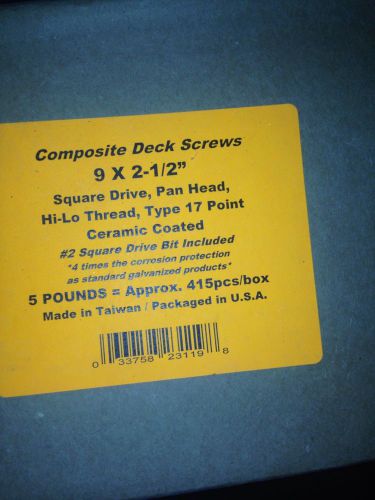 Composite Deck Screws
9 X 2-1/2"
Square Drive, Pan Head,
Hi-Lo Thread, Type 17 Point
Ceramic Coated
#2 Square Drive Bit Included
*4 times the corrosion protection
as standard galvanized products*
5 POUNDS = Approx. 415pcs/box
Made in Taiwan / Packaged in U.S.A.
0 33758 23119 8